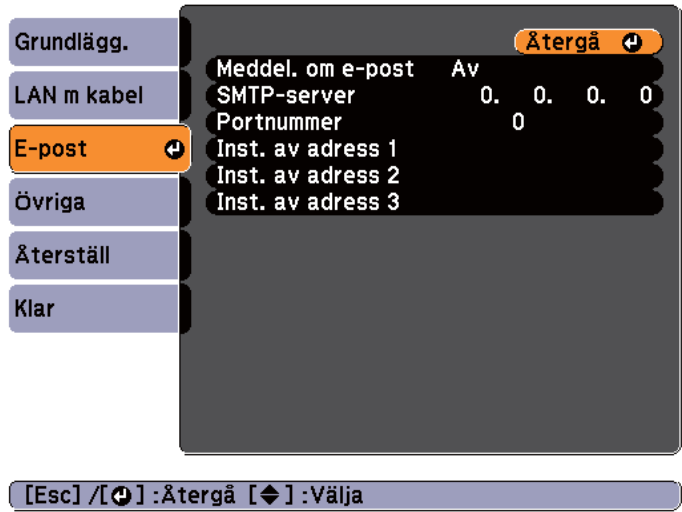 Grundlägg.
LAN m kabel
E-post
Övriga
Återställ
Klar
Återgå
Meddel. om e-post Av
SMTP-server 0. 0. 0. 0
Portnummer 0
Inst. av adress 1
Inst. av adress 2
Inst. av adress 3
[Esc] /[⏎] :Återgå [◆] :Välja